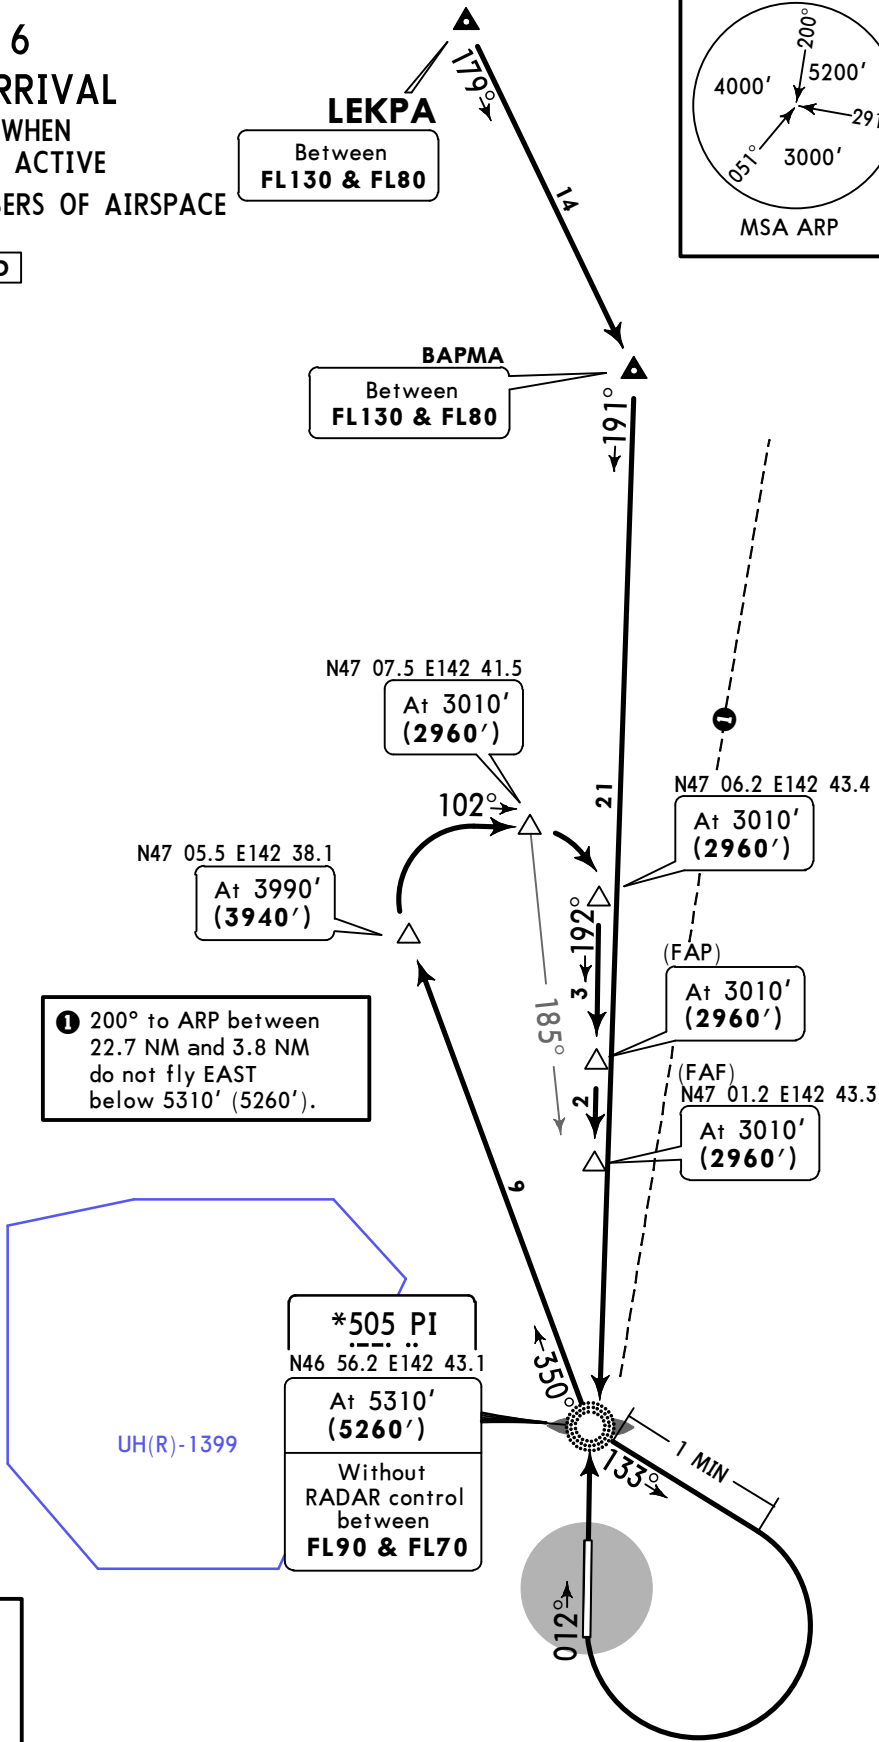 6
RRIVAL
WHEN
ACTIVE
SERS OF AIRSPACE
D
LEKPA
Between
FL130 & FL80
179°
14
200°
4000'
5200'
291
051°
3000'
MSA ARP
BAPMA
Between
FL130 & FL80
191°
21
N47 07.5 E142 41.5
At 3010'
(2960')
102°
1
N47 06.2 E142 43.4
At 3010'
(2960')
N47 05.5 E142 38.1
At 3990'
(3940')
192°
3
185°
(FAP)
At 3010'
(2960')
1 200° to ARP between
22.7 NM and 3.8 NM
do not fly EAST
below 5310' (5260').
2
(FAF)
N47 01.2 E142 43.3
At 3010'
(2960')
9
*505 PI
N46 56.2 E142 43.1
At 5310'
(5260')
Without
RADAR control
between
FL90 & FL70
350°
UH(R)-1399
133°
1 MIN
012°